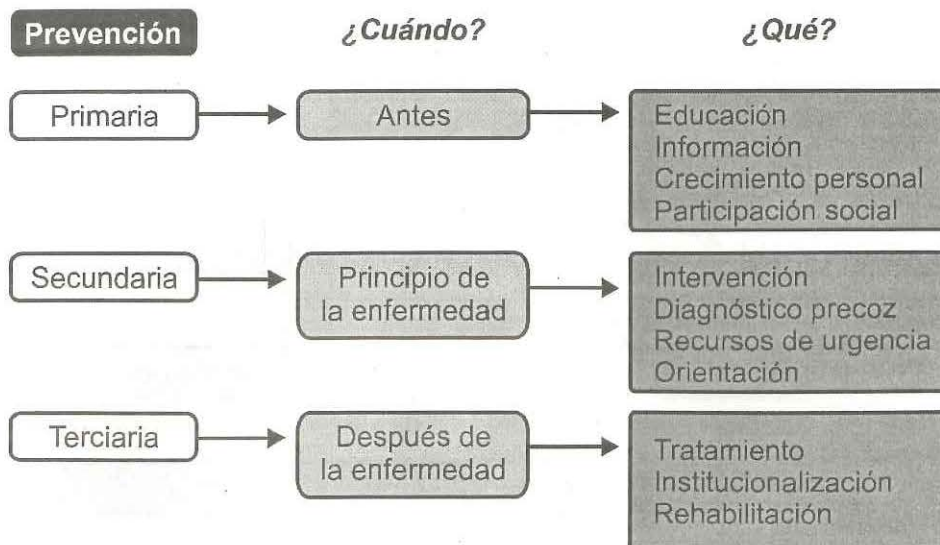 Prevención
¿Cuándo?
¿Qué?
Primaria
Antes
Educación
Información
Crecimiento personal
Participación social
Secundaria
Principio de
la enfermedad
Intervención
Diagnóstico precoz
Recursos de urgencia
Orientación
Terciaria
Después de
la enfermedad
Tratamiento
Institucionalización
Rehabilitación